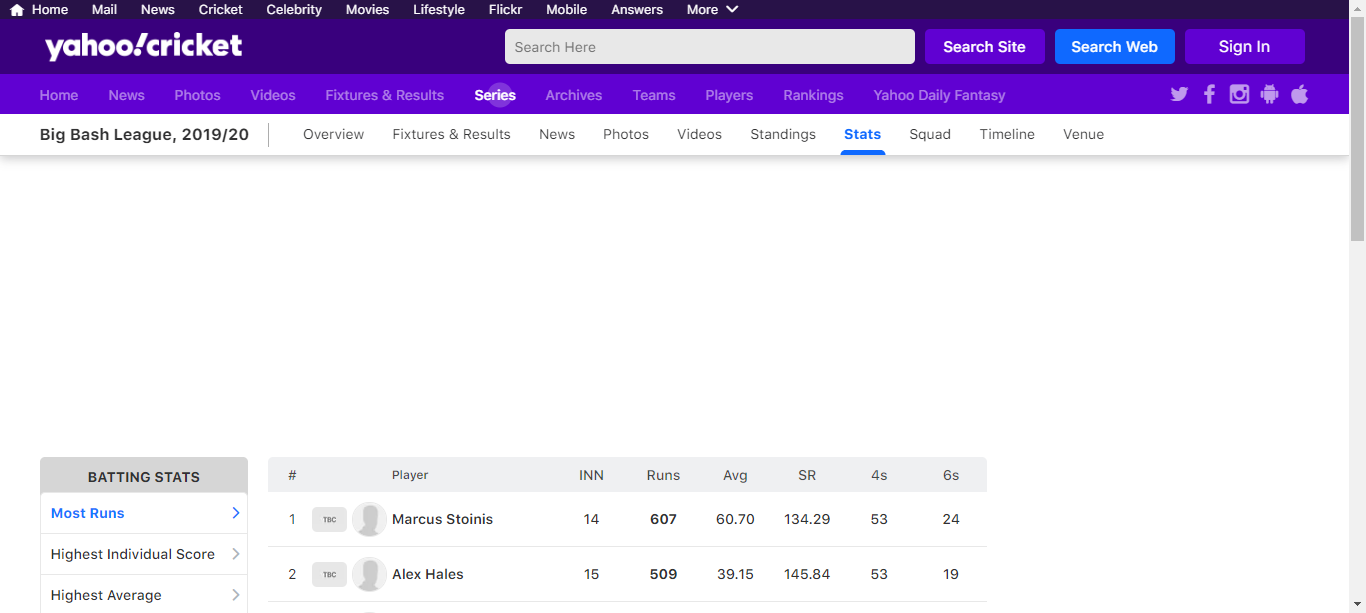 Home Mail News Cricket Celebrity Movies Lifestyle Flickr Mobile Answers More
yahoo!cricket Search Here Search Site Search Web Sign In
Home News Photos Videos Fixtures & Results Series Archives Teams Players Rankings Yahoo Daily Fantasy
Big Bash League, 2019/20 Overview Fixtures & Results News Photos Videos Standings Stats Squad Timeline Venue
BATTING STATS
Most Runs
Highest Individual Score
Highest Average
# Player INN Runs Avg SR 4s 6s
1 TBC Marcus Stoinis 14 607 60.70 134.29 53 24
2 TBC Alex Hales 15 509 39.15 145.84 53 19